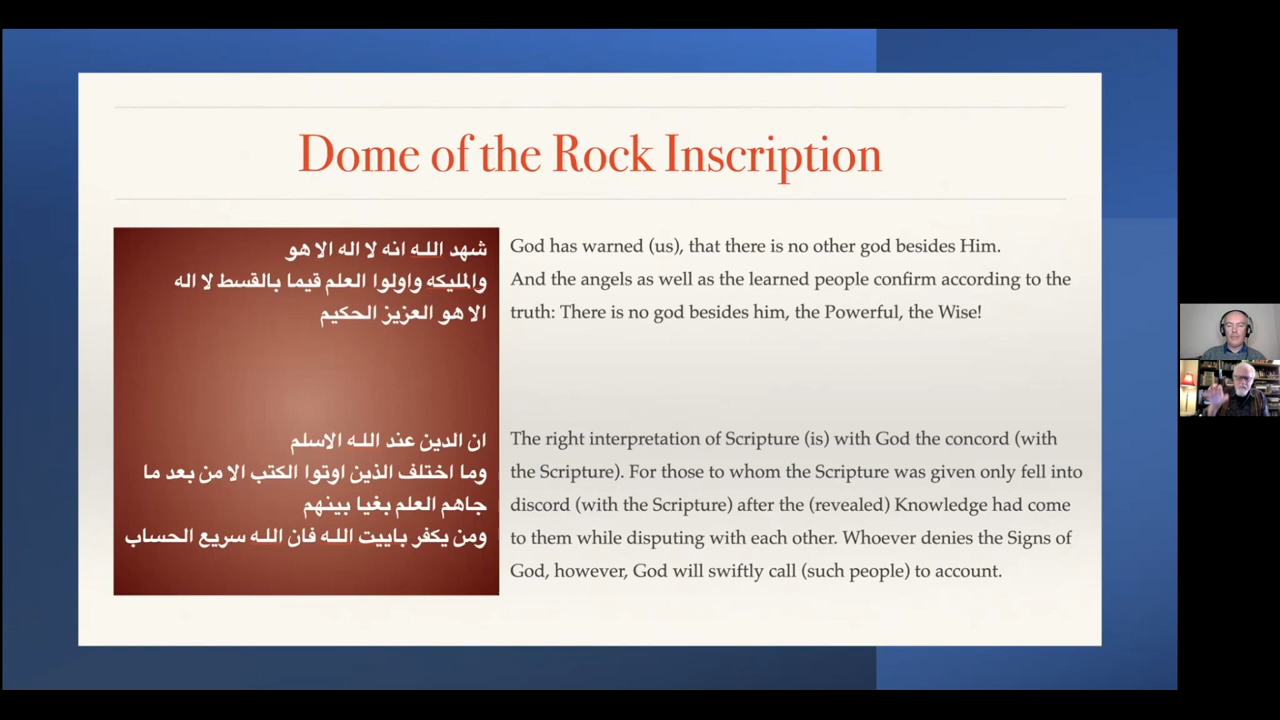 Dome of the Rock Inscription
شهد الله انه لا اله الا هو
والمليكه واولوا العلم قيما بالقسط لا اله
الا هو العزيز الحكيم
ان الدين عند الله الاسلم
وما اختلف الذين اوتوا الكتب الا من بعد ما
جاهم العلم بغيا بينهم
ومن يكفر باييت الله فان الله سريع الحساب
God has warned (us), that there is no other god besides Him.
And the angels as well as the learned people confirm according to the
truth: There is no god besides him, the Powerful, the Wise!
The right interpretation of Scripture (is) with God the concord (with
the Scripture). For those to whom the Scripture was given only fell into
discord (with the Scripture) after the (revealed) Knowledge had come
to them while disputing with each other. Whoever denies the Signs of
God, however, God will swiftly call (such people) to account.